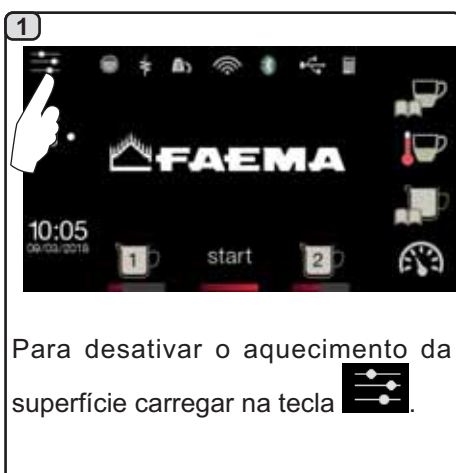 1
FAEMA
10:05
09/03/2018
1 start 2
Para desativar o aquecimento da
superfície carregar na tecla .